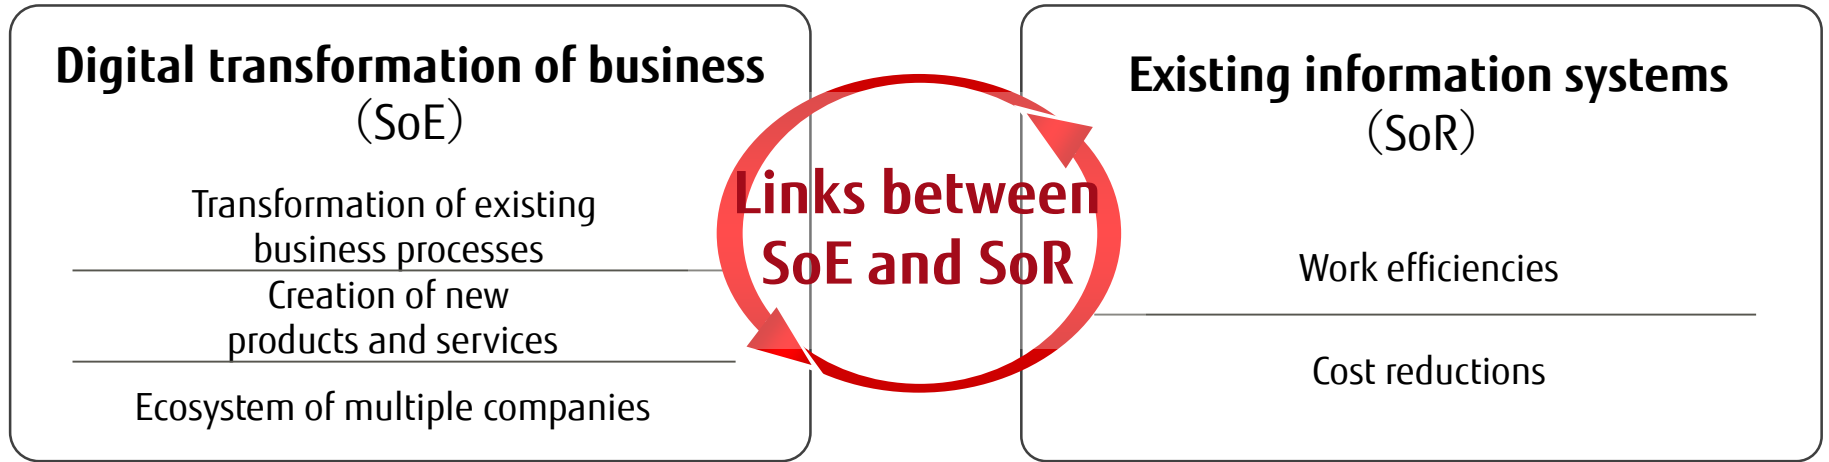 Digital transformation of business
（SoE）
Transformation of existing
business processes
Creation of new
products and services
Ecosystem of multiple companies
Links between
SoE and SoR
Existing information systems
（SoR）
Work efficiencies
Cost reductions